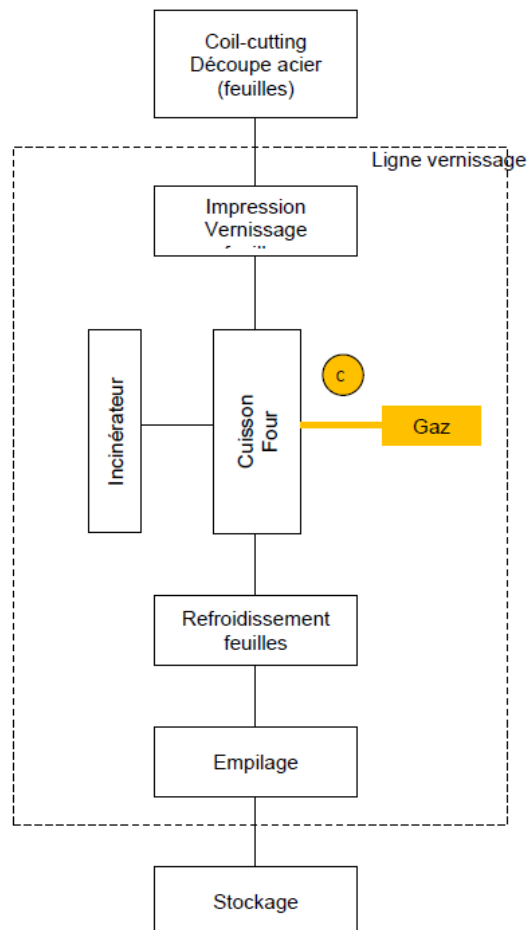 Coil-cutting
Découpe acier
(feuilles)
Ligne vernissage
Impression
Vernissage
Incinérateur
Cuisson
Four
c
Gaz
Refroidissement
feuilles
Empilage
Stockage